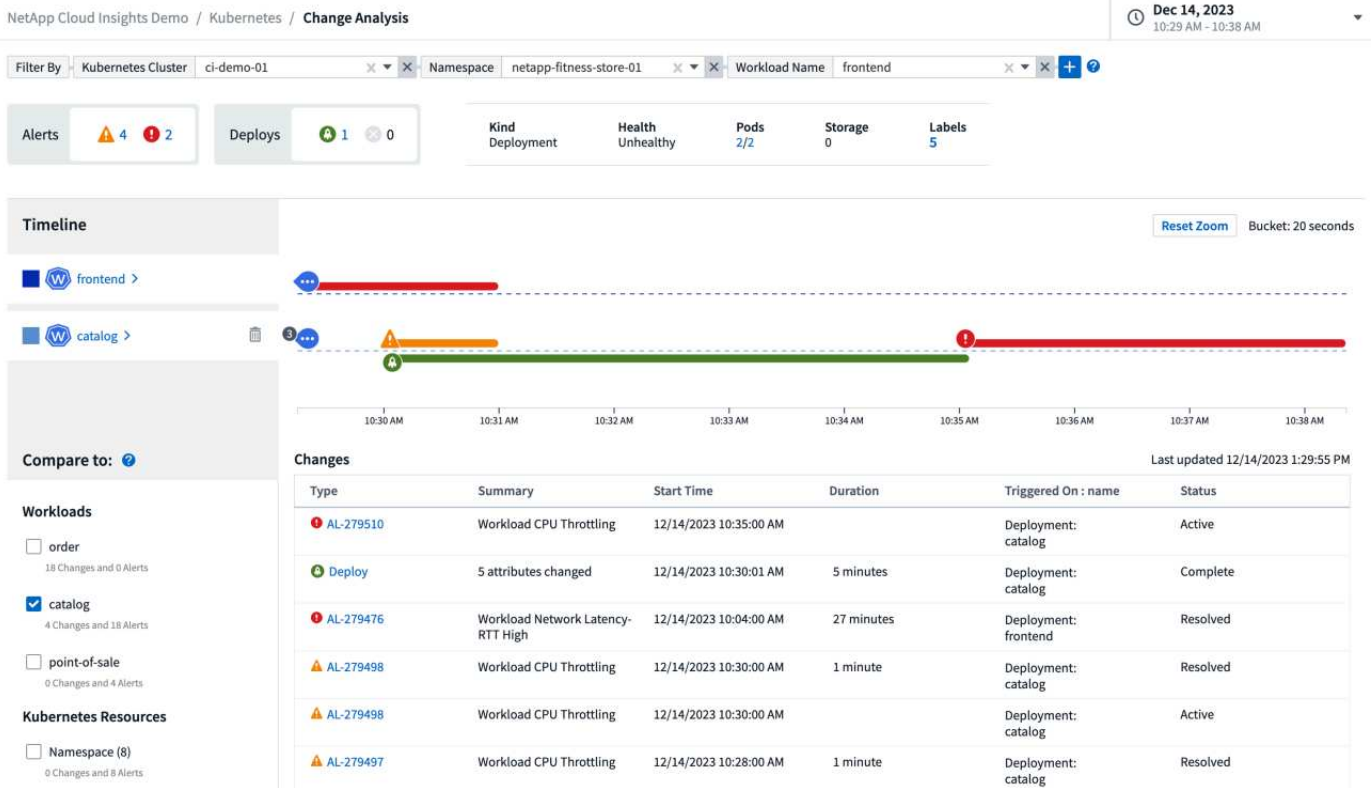 NetApp Cloud Insights Demo / Kubernetes / Change Analysis
Dec 14, 2023
10:29 AM - 10:38 AM
Filter By Kubernetes Cluster ci-demo-01 Namespace netapp-fitness-store-01 Workload Name frontend
Alerts 4 2 Deploys 1 0
Kind Health Pods Storage Labels
Deployment Unhealthy 2/2 0 5
Timeline
Reset Zoom Bucket: 20 seconds
W frontend >
W catalog > 3
10:30 AM 10:31 AM 10:32 AM 10:33 AM 10:34 AM 10:35 AM 10:36 AM 10:37 AM 10:38 AM
Compare to:
Workloads
order
18 Changes and 0 Alerts
catalog
4 Changes and 18 Alerts
point-of-sale
0 Changes and 4 Alerts
Kubernetes Resources
Namespace (8)
0 Changes and 8 Alerts
Changes Last updated 12/14/2023 1:29:55 PM
Type Summary Start Time Duration Triggered On : name Status
AL-279510 Workload CPU Throttling 12/14/2023 10:35:00 AM Deployment: Active
catalog
Deploy 5 attributes changed 12/14/2023 10:30:01 AM 5 minutes Deployment: Complete
catalog
AL-279476 Workload Network Latency- 12/14/2023 10:04:00 AM 27 minutes Deployment: Resolved
RTT High frontend
AL-279498 Workload CPU Throttling 12/14/2023 10:30:00 AM 1 minute Deployment: Resolved
catalog
AL-279498 Workload CPU Throttling 12/14/2023 10:30:00 AM Deployment: Active
catalog
AL-279497 Workload CPU Throttling 12/14/2023 10:28:00 AM 1 minute Deployment: Resolved
catalog